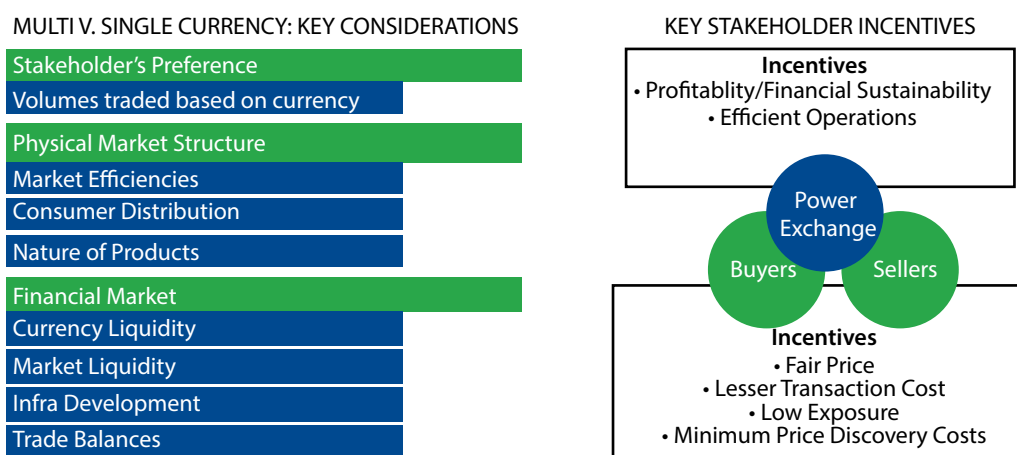 MULTI V. SINGLE CURRENCY: KEY CONSIDERATIONS
Stakeholder's Preference
Volumes traded based on currency
Physical Market Structure
Market Efficiencies
Consumer Distribution
Nature of Products
Financial Market
Currency Liquidity
Market Liquidity
Infra Development
Trade Balances
KEY STAKEHOLDER INCENTIVES
Incentives
• Profitablity/Financial Sustainability
• Efficient Operations
Power
Exchange
Buyers
Sellers
Incentives
• Fair Price
• Lesser Transaction Cost
• Low Exposure
• Minimum Price Discovery Costs